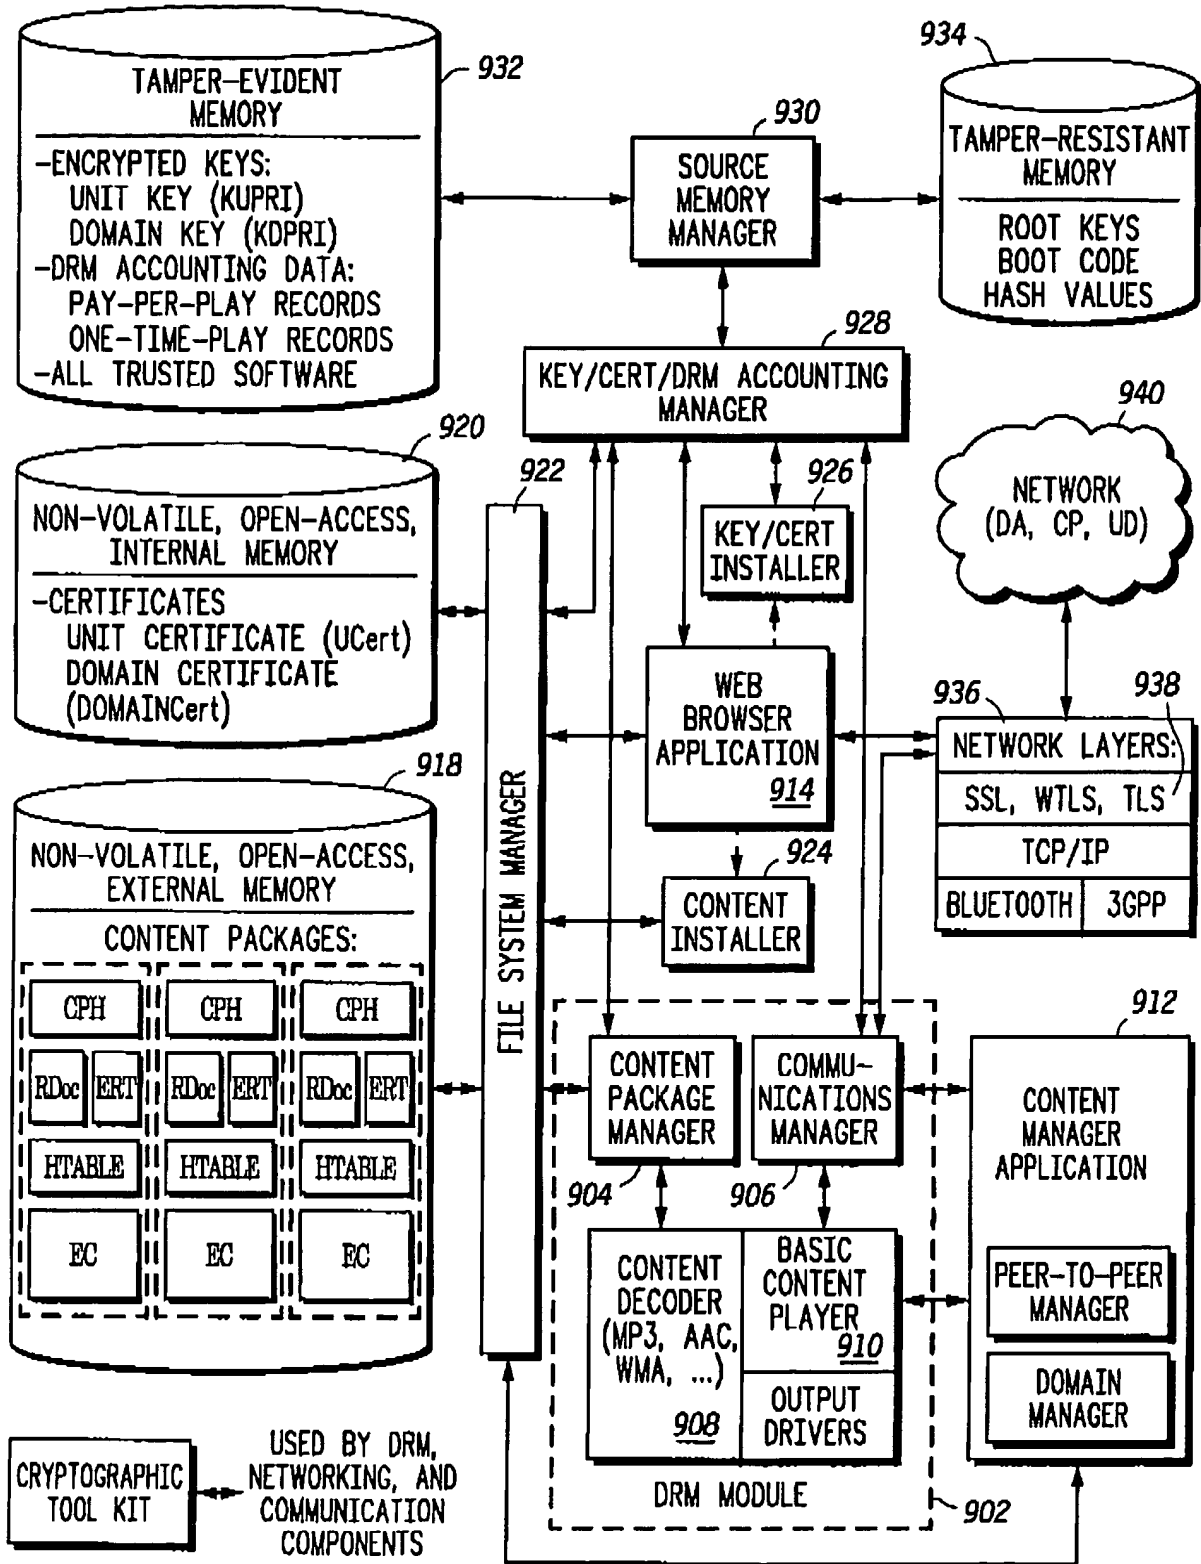 932
TAMPER-EVIDENT
MEMORY
-ENCRYPTED KEYS:
UNIT KEY (KUPRI)
DOMAIN KEY (KDPRI)
-DRM ACCOUNTING DATA:
PAY-PER-PLAY RECORDS
ONE-TIME-PLAY RECORDS
-ALL TRUSTED SOFTWARE
930
SOURCE
MEMORY
MANAGER
934
TAMPER-RESISTANT
MEMORY
ROOT KEYS
BOOT CODE
HASH VALUES
928
KEY/CERT/DRM ACCOUNTING
MANAGER
920
NON-VOLATILE, OPEN-ACCESS,
INTERNAL MEMORY
-CERTIFICATES
UNIT CERTIFICATE (UCert)
DOMAIN CERTIFICATE
(DOMAINCert)
922
FILE SYSTEM MANAGER
926
KEY/CERT
INSTALLER
940
NETWORK
(DA, CP, UD)
WEB
BROWSER
APPLICATION
914
936
938
NETWORK LAYERS:
SSL, WTLS, TLS
TCP/IP
BLUETOOTH
3GPP
924
CONTENT
INSTALLER
918
NON-VOLATILE, OPEN-ACCESS,
EXTERNAL MEMORY
CONTENT PACKAGES:
CPH
CPH
CPH
RDoc
ERT
RDoc
ERT
RDoc
ERT
HTABLE
HTABLE
HTABLE
EC
EC
EC
CONTENT
PACKAGE
MANAGER
904
COMMU-
NICATIONS
MANAGER
906
912
CONTENT
MANAGER
APPLICATION
PEER-TO-PEER
MANAGER
DOMAIN
MANAGER
CONTENT
DECODER
(MP3, AAC,
WMA, ...)
908
BASIC
CONTENT
PLAYER
910
OUTPUT
DRIVERS
DRM MODULE
902
CRYPTOGRAPHIC
TOOL KIT
USED BY DRM,
NETWORKING, AND
COMMUNICATION
COMPONENTS